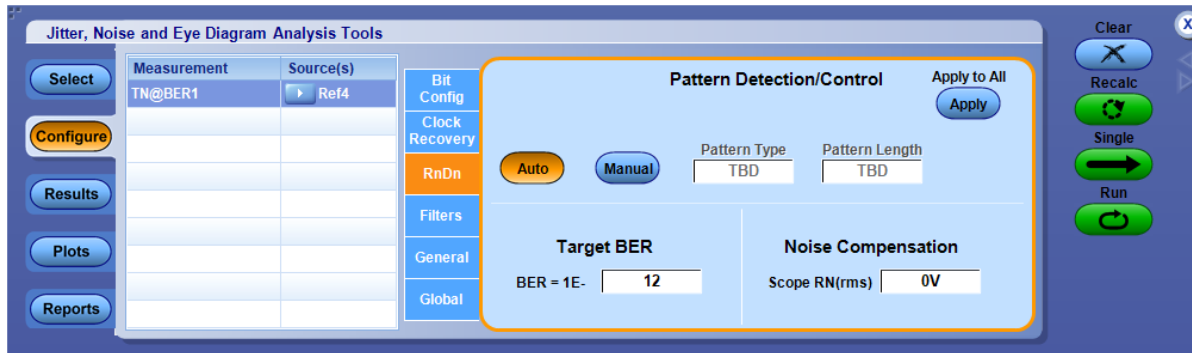 Jitter, Noise and Eye Diagram Analysis Tools
Select
Configure
Results
Plots
Reports
Measurement Source(s)
TN@BER1 Ref4
Bit Config
Clock Recovery
RnDn
Filters
General
Global
Pattern Detection/Control
Apply to All
Apply
Auto
Manual
Pattern Type
TBD
Pattern Length
TBD
Target BER
BER = 1E- 12
Noise Compensation
Scope RN(rms) 0V
Clear
X
Recalc
Single
Run